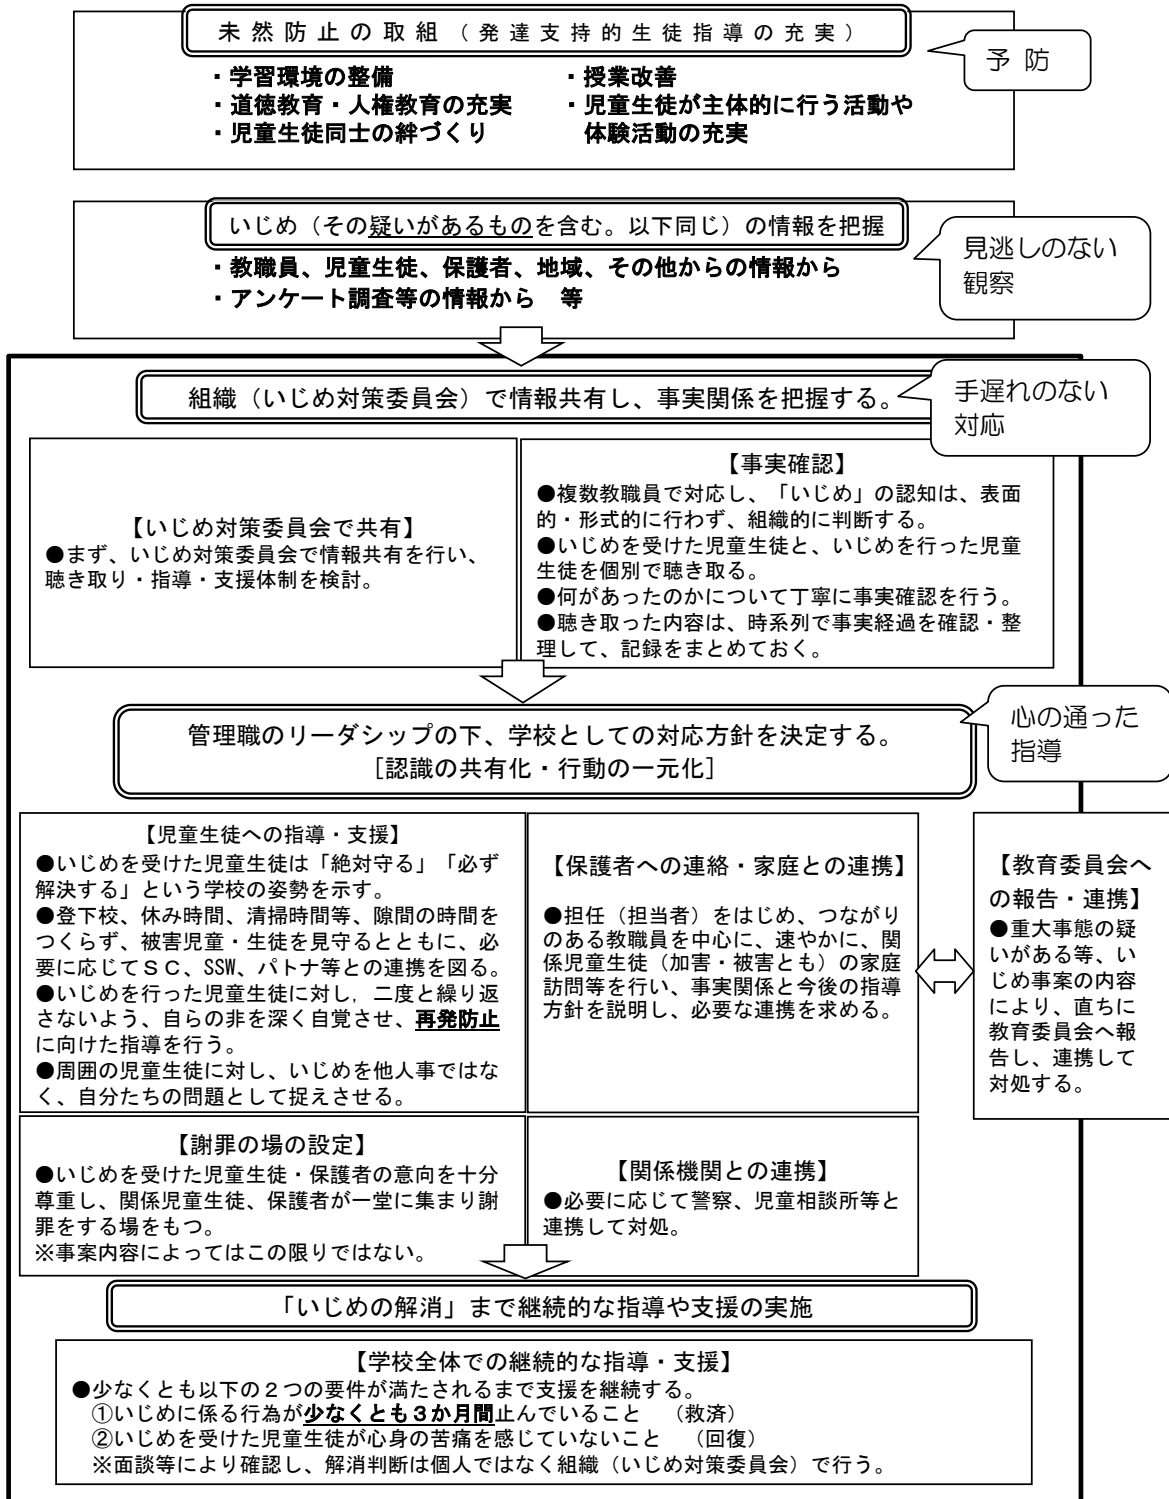 未然防止の取組（発達支持的生徒指導の充実）
予 防
・学習環境の整備
・道徳教育・人権教育の充実
・児童生徒同士の絆づくり
・授業改善
・児童生徒が主体的に行う活動や
体験活動の充実
いじめ（その疑いがあるものを含む。以下同じ）の情報を把握
見逃しのない
観察
・教職員、児童生徒、保護者、地域、その他からの情報から
・アンケート調査等の情報から　等
組織（いじめ対策委員会）で情報共有し、事実関係を把握する。
手遅れのない
対応
【いじめ対策委員会で共有】
●まず、いじめ対策委員会で情報共有を行い、
聴き取り・指導・支援体制を検討。
【事実確認】
●複数教職員で対応し、「いじめ」の認知は、表面
的・形式的に行わず、組織的に判断する。
●いじめを受けた児童生徒と、いじめを行った児童
生徒を個別で聴き取る。
●何があったのかについて丁寧に事実確認を行う。
●聴き取った内容は、時系列で事実経過を確認・整
理して、記録をまとめておく。
管理職のリーダシップの下、学校としての対応方針を決定する。
［認識の共有化・行動の一元化］
心の通った
指導
【児童生徒への指導・支援】
●いじめを受けた児童生徒は「絶対守る」「必ず
解決する」という学校の姿勢を示す。
●登下校、休み時間、清掃時間等、隙間の時間を
つくらず、被害児童・生徒を見守るとともに、必
要に応じてＳＣ、SSW、パトナ等との連携を図る。
●いじめを行った児童生徒に対し，二度と繰り返
さないよう、自らの非を深く自覚させ、再発防止
に向けた指導を行う。
●周囲の児童生徒に対し、いじめを他人事ではな
く、自分たちの問題として捉えさせる。
【保護者への連絡・家庭との連携】
●担任（担当者）をはじめ、つながり
のある教職員を中心に、速やかに、関
係児童生徒（加害・被害とも）の家庭
訪問等を行い、事実関係と今後の指導
方針を説明し、必要な連携を求める。
【教育委員会へ
の報告・連携】
●重大事態の疑
いがある等、い
じめ事案の内容
により、直ちに
教育委員会へ報
告し、連携して
対処する。
【謝罪の場の設定】
●いじめを受けた児童生徒・保護者の意向を十分
尊重し、関係児童生徒、保護者が一堂に集まり謝
罪をする場をもつ。
※事案内容によってはこの限りではない。
【関係機関との連携】
●必要に応じて警察、児童相談所等と
連携して対処。
「いじめの解消」まで継続的な指導や支援の実施
【学校全体での継続的な指導・支援】
●少なくとも以下の２つの要件が満たされるまで支援を継続する。
①いじめに係る行為が少なくとも３か月間止んでいること　（救済）
②いじめを受けた児童生徒が心身の苦痛を感じていないこと　（回復）
※面談等により確認し、解消判断は個人ではなく組織（いじめ対策委員会）で行う。